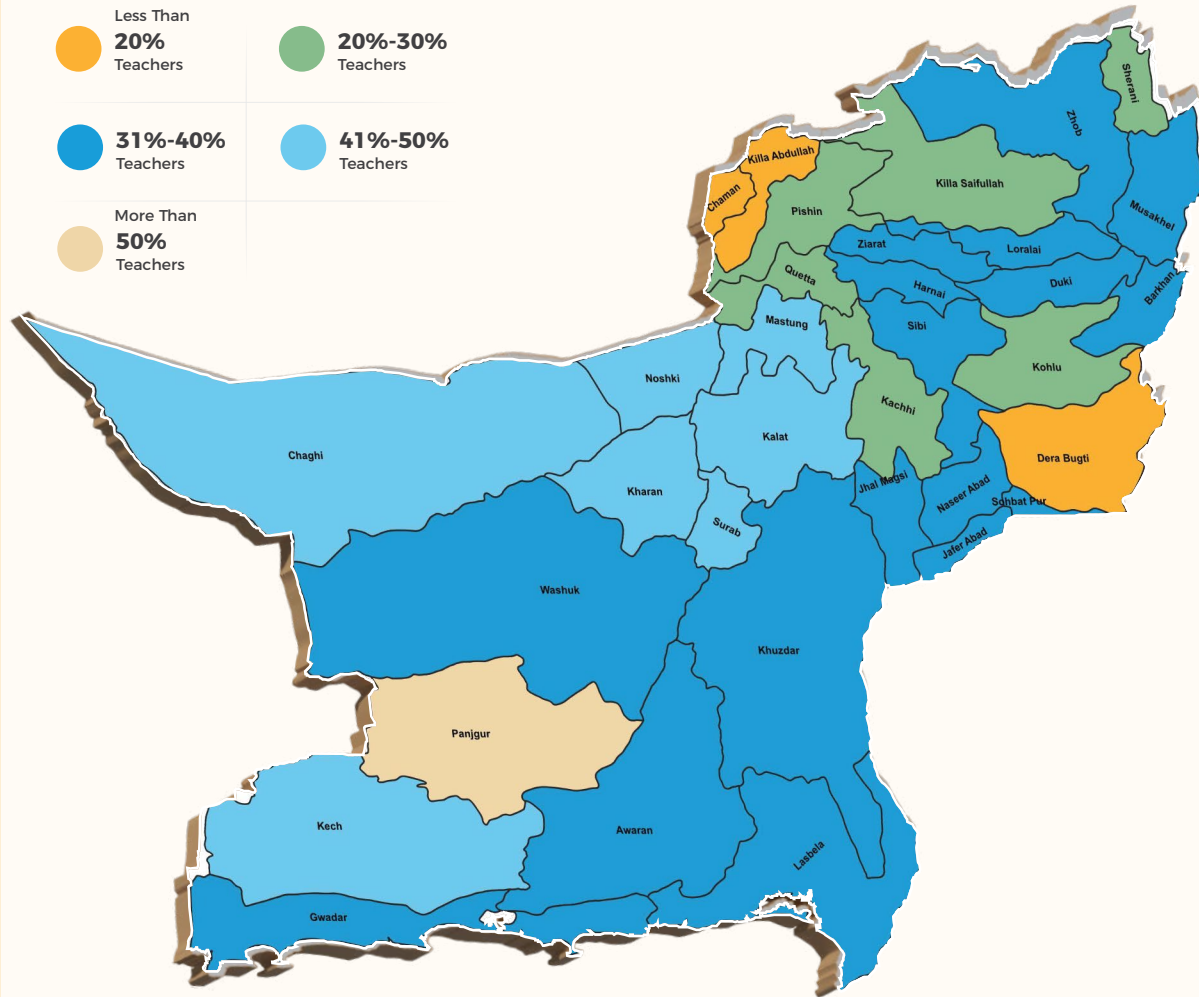 Less Than
20%
Teachers
20%-30%
Teachers
31%-40%
Teachers
41%-50%
Teachers
More Than
50%
Teachers
Sherani
Zhob
Killa Abdullah
Killa Saifullah
Chaman
Pishin
Musakhel
Ziarat
Loralai
Quetta
Harnai
Duki
Barkhan
Mastung
Sibi
Kohlu
Noshki
Kachhi
Kalat
Chaghi
Dera Bugti
Jhal Magsi
Kharan
Naseer Abad
Sohbat Pur
Surab
Jafer Abad
Washuk
Khuzdar
Panjgur
Kech
Awaran
Lasbela
Gwadar